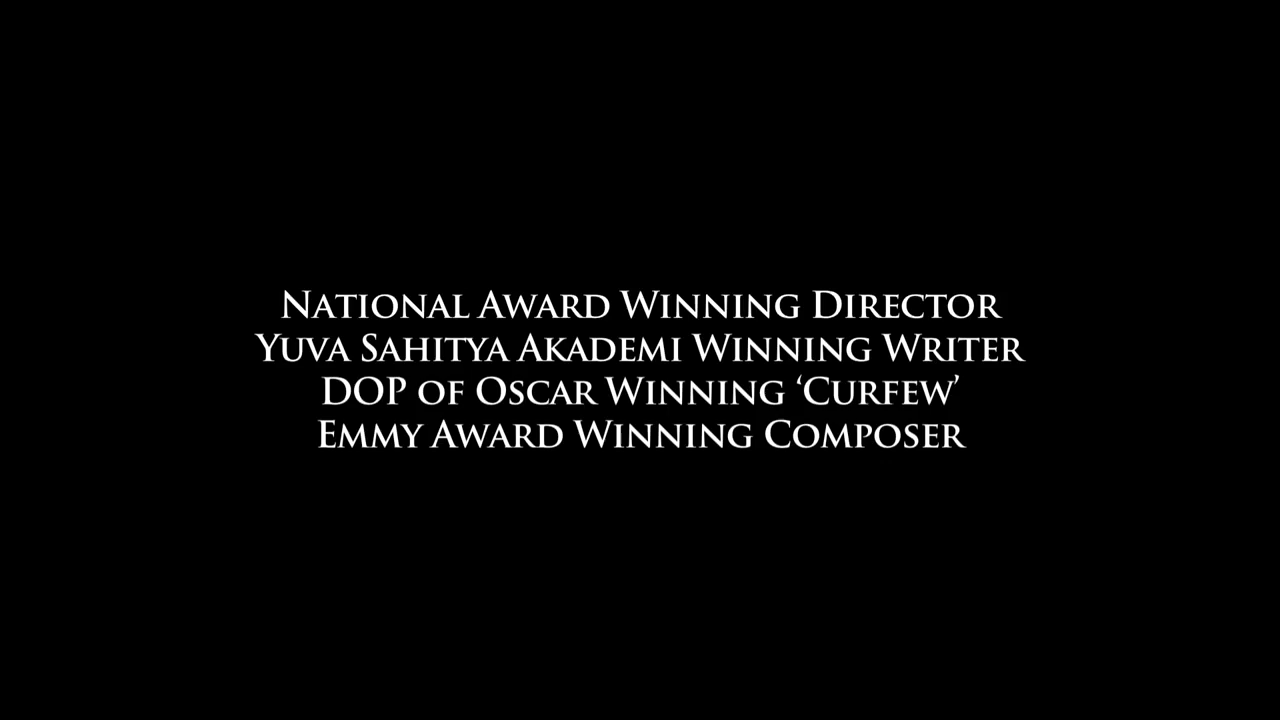 National Award Winning Director
Yuva Sahitya Akademi Winning Writer
DOP of Oscar Winning ‘Curfew’
Emmy Award Winning Composer